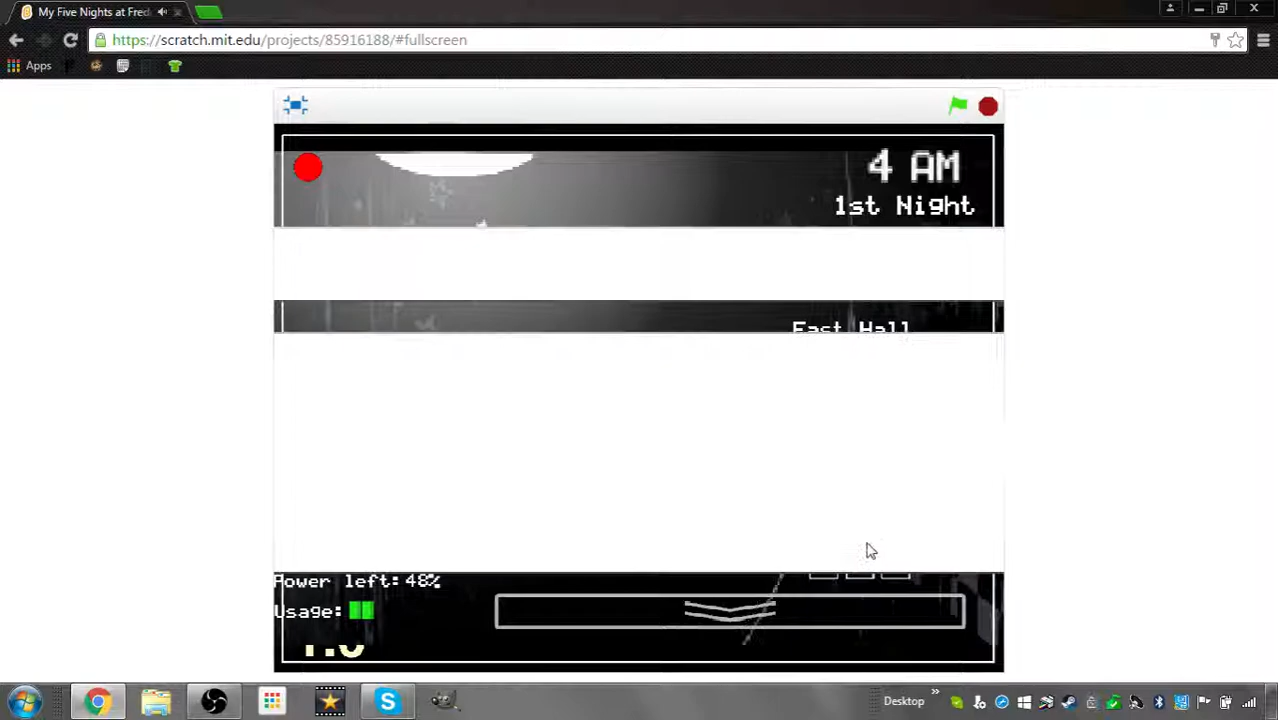 My Five Nights at Fred
https://scratch.mit.edu/projects/85916188/#fullscreen
Apps
4 AM
1st Night
East Hall
Power left: 48%
Usage:
Desktop